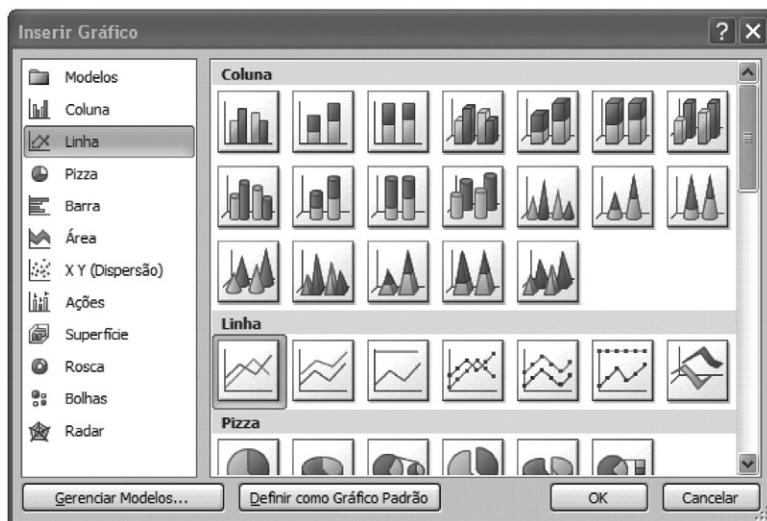 Inserir Gráfico
Modelos
Coluna
Linha
Pizza
Barra
Área
X Y (Dispersão)
Ações
Superfície
Rosca
Bolhas
Radar
Coluna
Linha
Pizza
Gerenciar Modelos...
Definir como Gráfico Padrão
OK
Cancelar